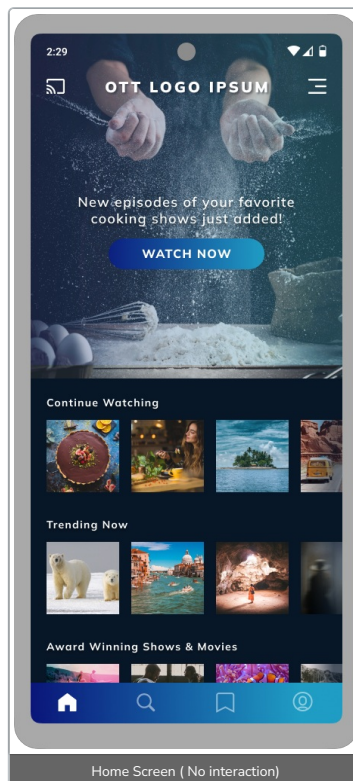 2:29
OTT LOGO IPSUM
New episodes of your favorite
cooking shows just added!
WATCH NOW
Continue Watching
Trending Now
Award Winning Shows & Movies
Home Screen ( No interaction)